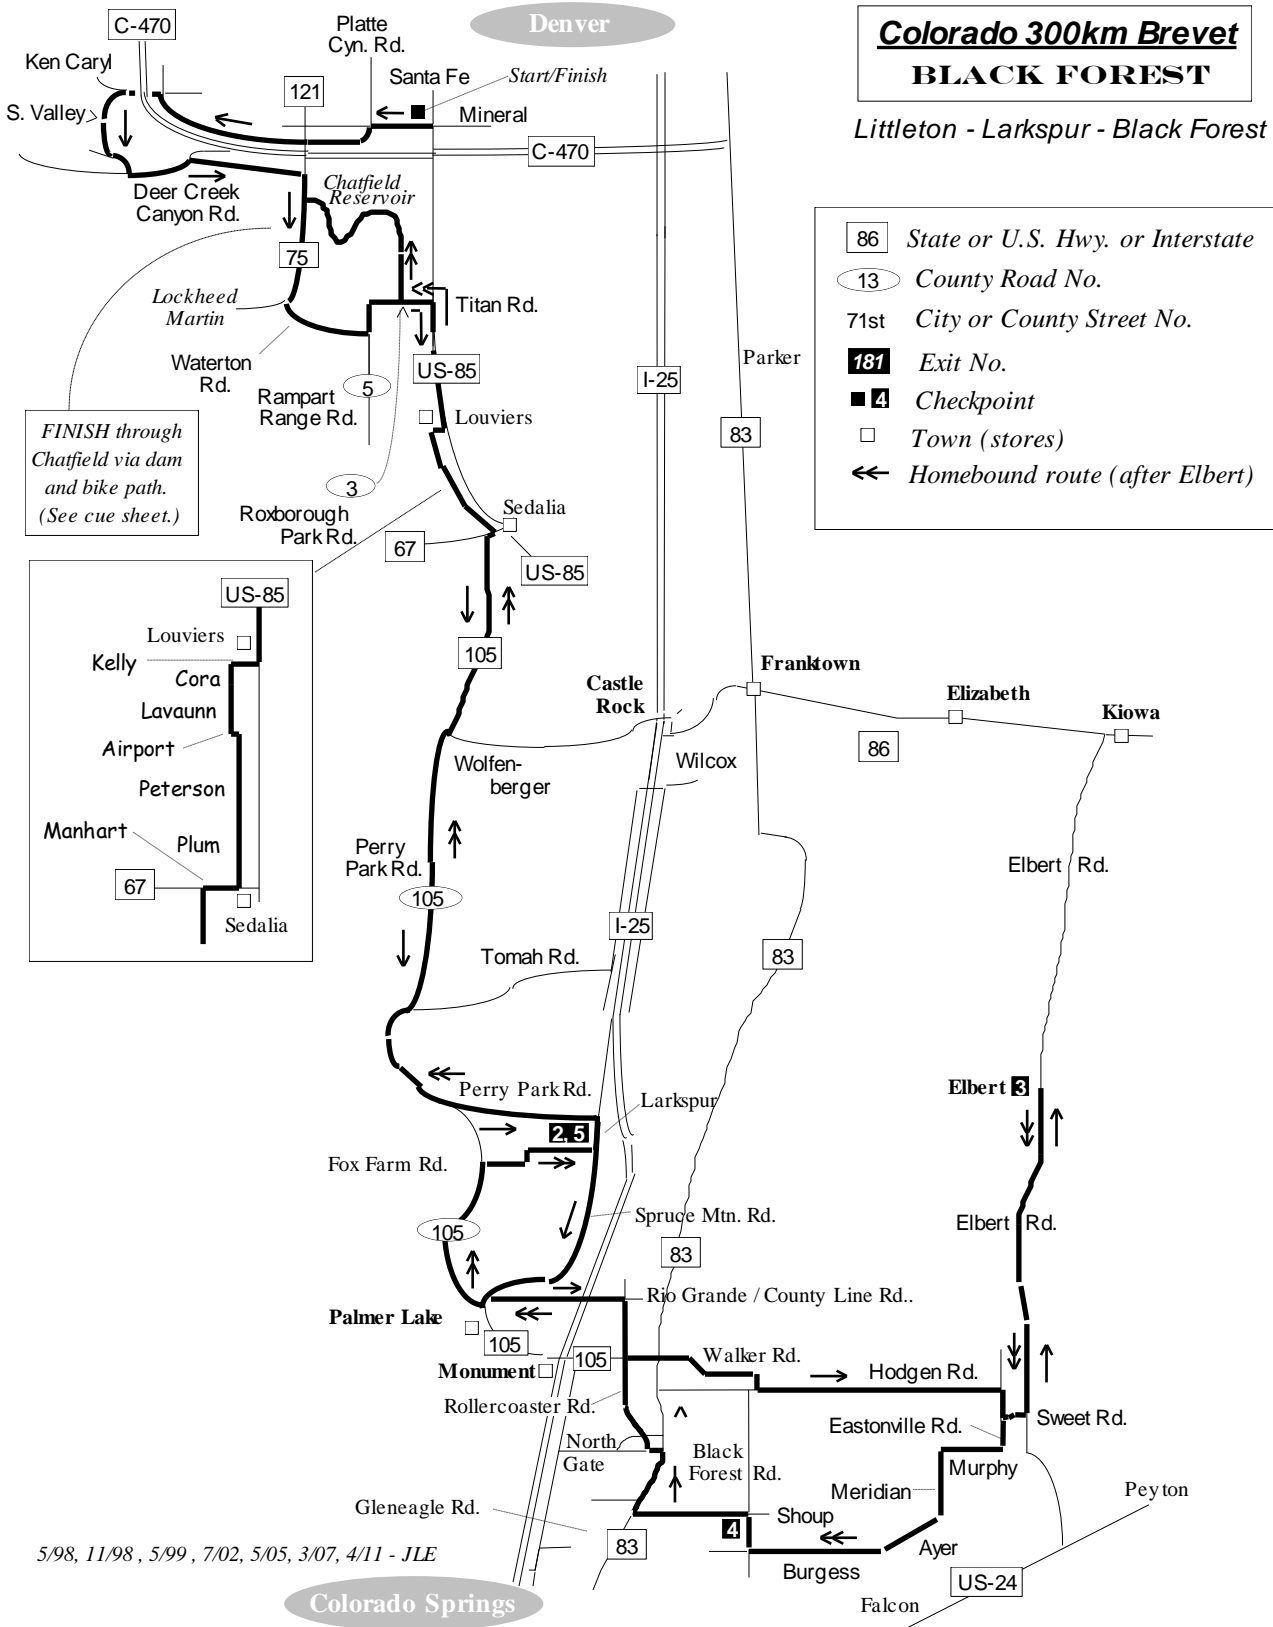 C-470
Denver
Platte
Cyn. Rd.
Colorado 300km Brevet
BLACK FOREST
Littleton - Larkspur - Black Forest
Ken Caryl
Santa Fe
Start/Finish
121
S. Valley
Mineral
C-470
Deer Creek
Canyon Rd.
Chatfield
Reservoir
86 State or U.S. Hwy. or Interstate
13 County Road No.
71st City or County Street No.
181 Exit No.
4 Checkpoint
Town (stores)
Homebound route (after Elbert)
75
Lockheed
Martin
Titan Rd.
Waterton
Rd.
US-85
Parker
I-25
5
Rampart
Range Rd.
Louviers
83
FINISH through
Chatfield via dam
and bike path.
(See cue sheet.)
3
Roxborough
Park Rd.
Sedalia
67
US-85
US-85
Louviers
Kelly
Cora
Lavaunn
Airport
Peterson
Manhart
Plum
67
Sedalia
105
Franktown
Castle
Rock
Elizabeth
Kiowa
86
Wolfen-
berger
Wilcox
Perry
Park Rd.
105
Elbert Rd.
I-25
83
Tomah Rd.
Perry Park Rd.
Larkspur
Elbert 3
2, 5
Fox Farm Rd.
105
Spruce Mtn. Rd.
Elbert Rd.
83
Rio Grande / County Line Rd..
Palmer Lake
105
Monument
105
Walker Rd.
Hodgen Rd.
Rollercoaster Rd.
Eastonville Rd.
Sweet Rd.
North
Gate
Black
Forest Rd.
Murphy
Meridian
Peyton
Gleneagle Rd.
Shoup
4
83
Ayer
Burgess
US-24
Falcon
5/98, 11/98 , 5/99 , 7/02, 5/05, 3/07, 4/11 - JLE
Colorado Springs